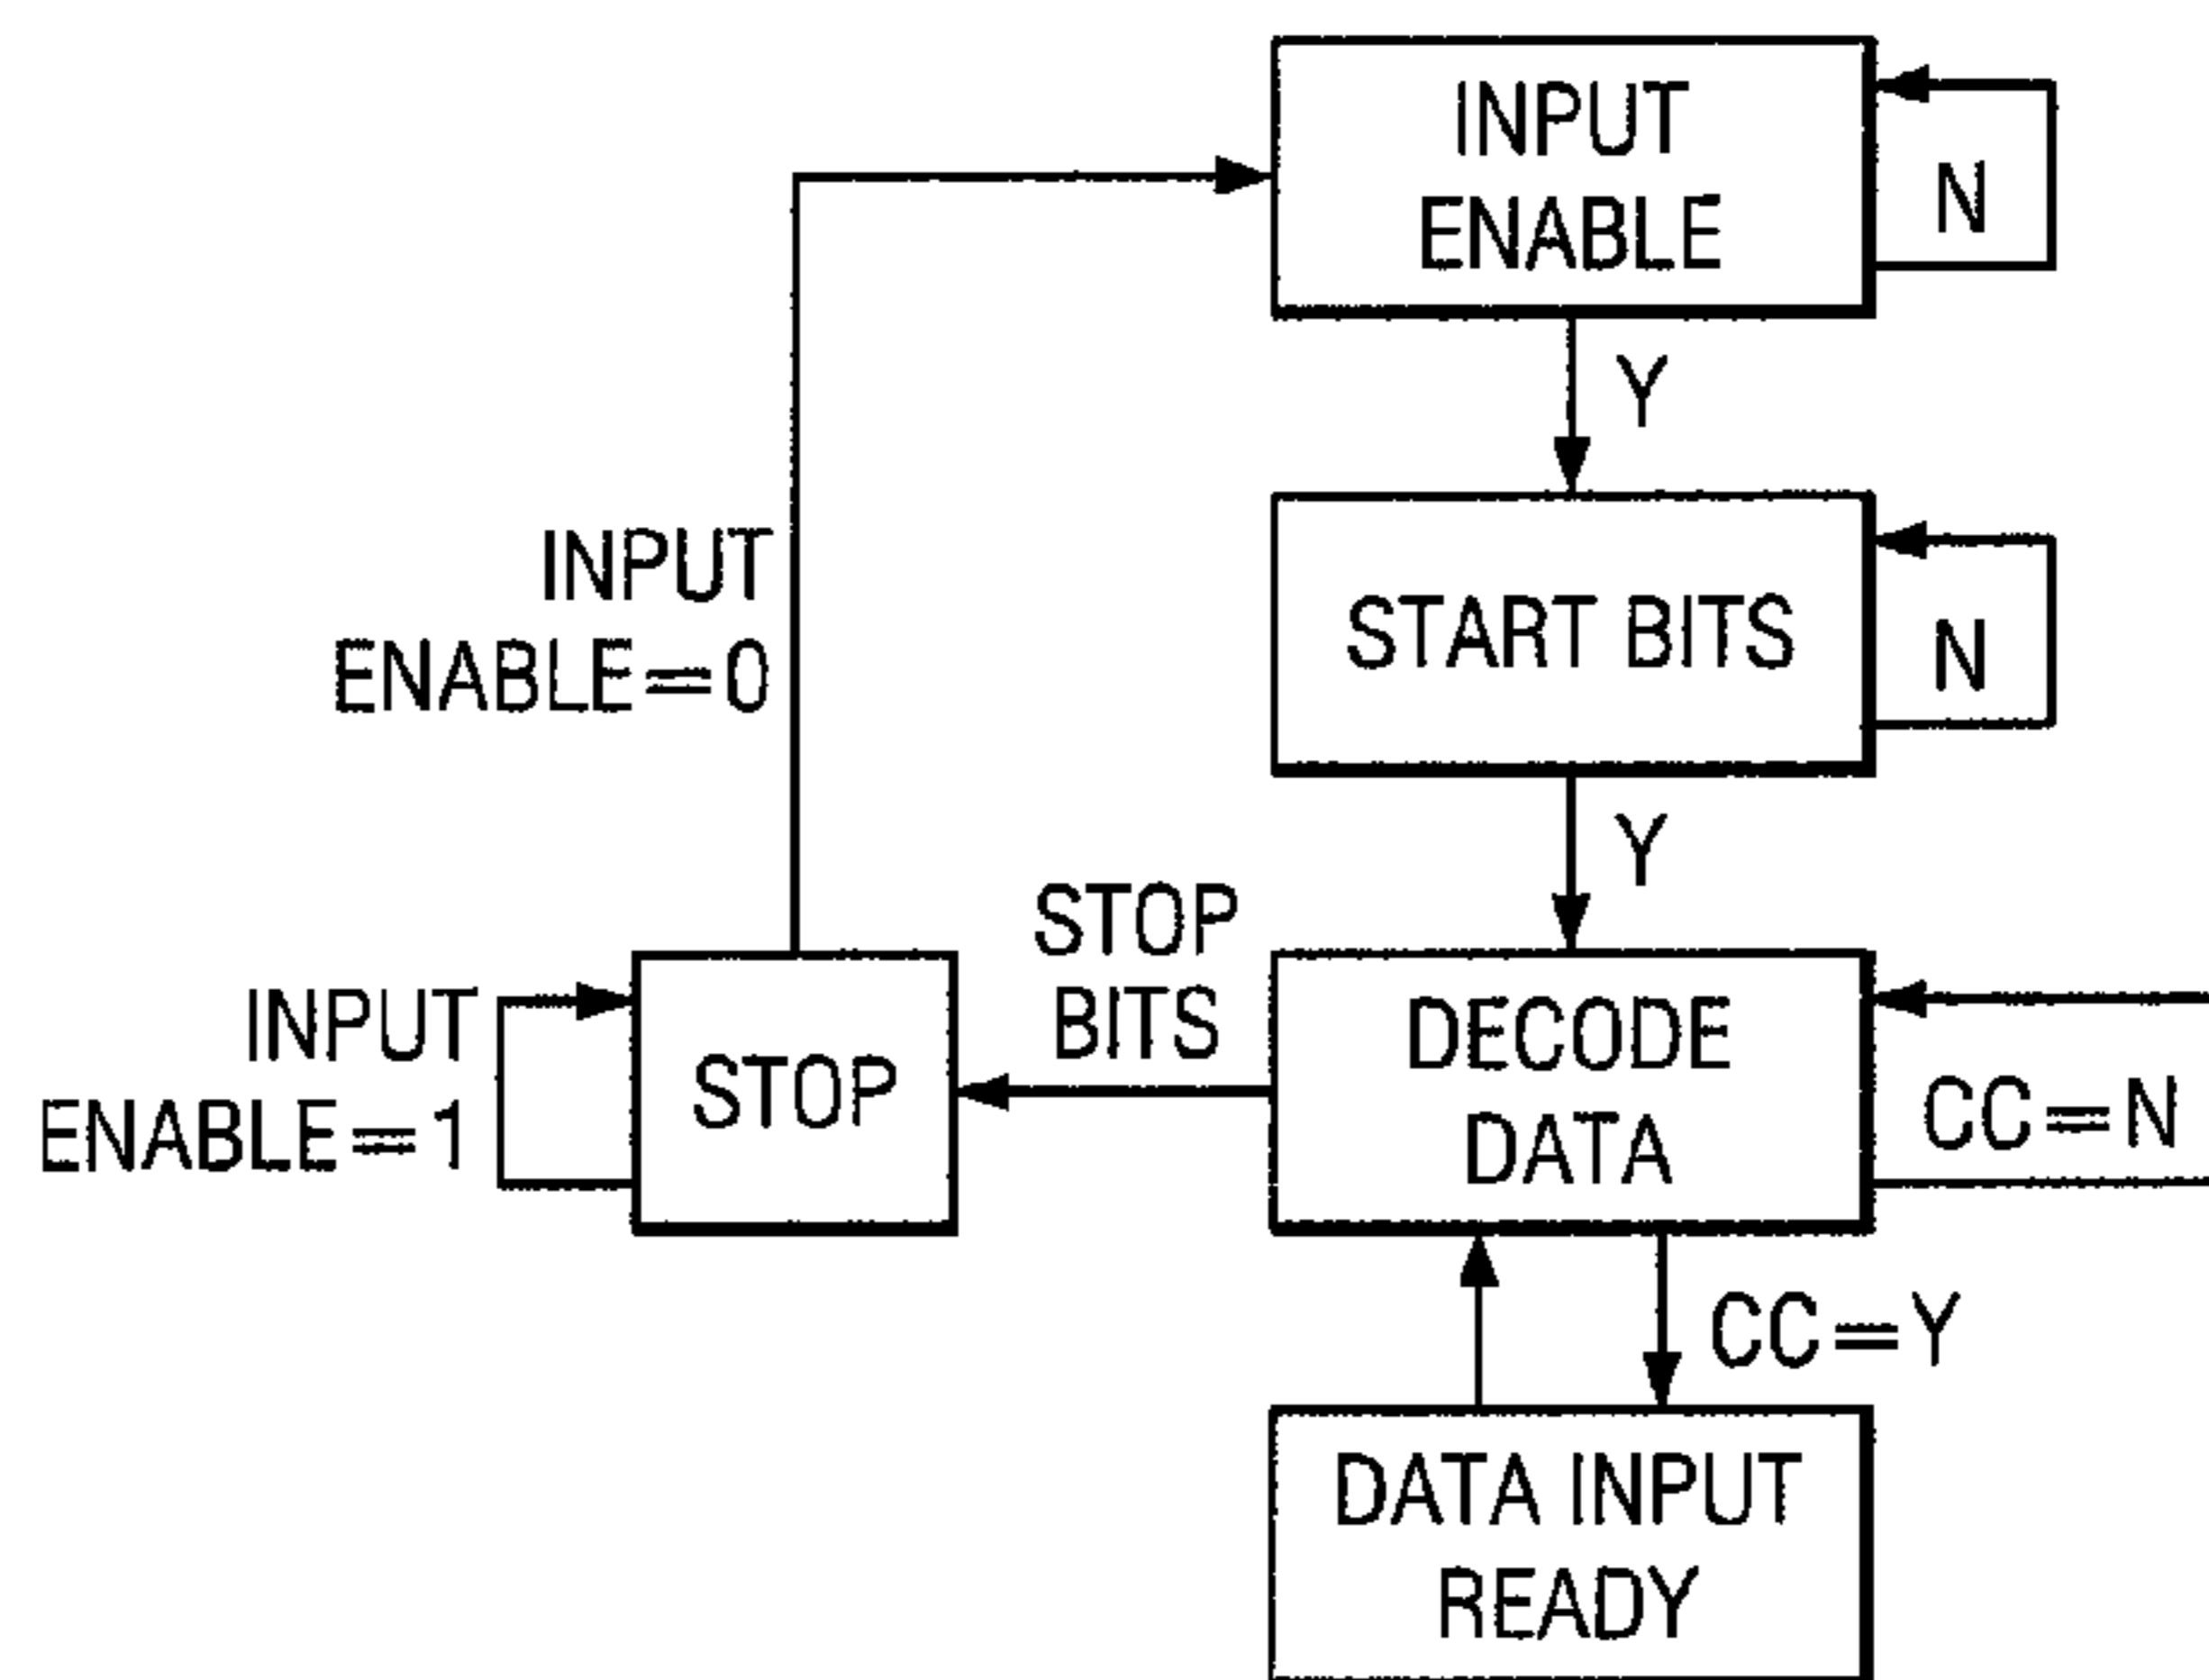 INPUT
ENABLE
N
Y
INPUT
ENABLE=0
START BITS
N
Y
STOP
BITS
INPUT
ENABLE=1
STOP
DECODE
DATA
CC=N
CC=Y
DATA INPUT
READY